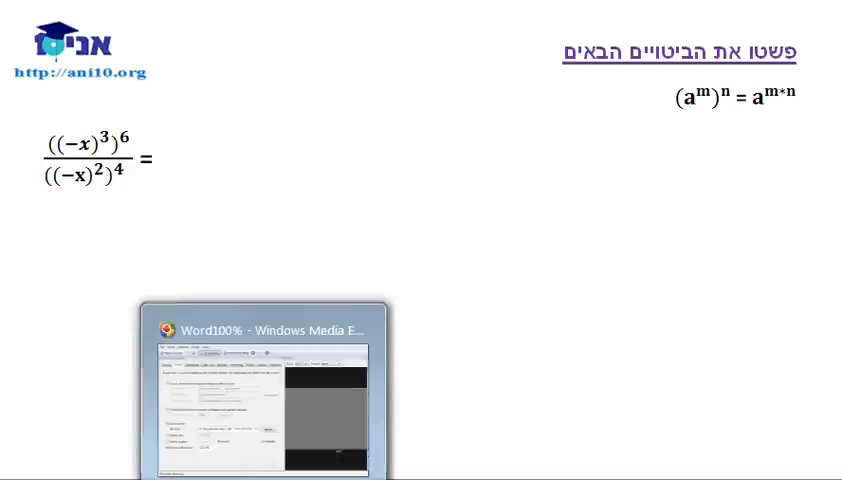 אני10
http://ani10.org
פשטו את הביטויים הבאים
(a^m)^n = a^{m*n}
((−x)^3)^6 / ((−x)^2)^4 =
Word100% - Windows Media E...